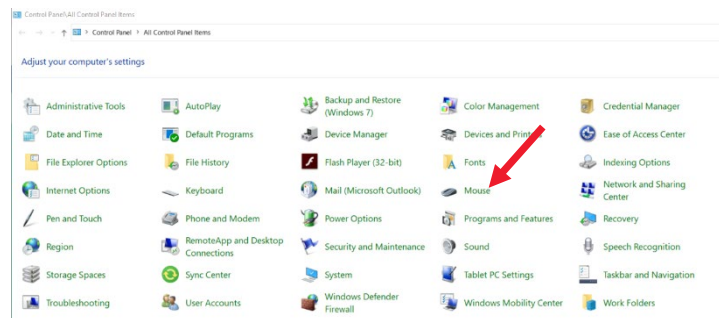 Control Panel\All Control Panel Items
Control Panel > All Control Panel Items
Adjust your computer's settings
Administrative Tools
AutoPlay
Backup and Restore
(Windows 7)
Color Management
Credential Manager
Date and Time
Default Programs
Device Manager
Devices and
Ease of Access Center
File Explorer Options
File History
Flash Player (32-bit)
Fonts
Indexing Options
Internet Options
Keyboard
Mail (Microsoft Outlook)
Mouse
Network and Sharing
Center
Pen and Touch
Phone and Modem
Power Options
Programs and Features
Recovery
Region
RemoteApp and Desktop
Connections
Security and Maintenance
Sound
Speech Recognition
Storage Spaces
Sync Center
System
Tablet PC Settings
Taskbar and Navigation
Troubleshooting
User Accounts
Windows Defender
Firewall
Windows Mobility Center
Work Folders